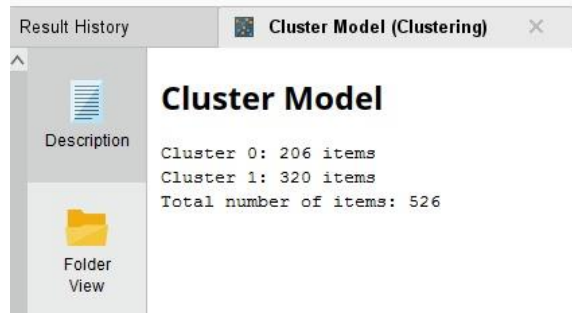 Result History
Cluster Model (Clustering)
Description
Folder
View
Cluster Model
Cluster 0: 206 items
Cluster 1: 320 items
Total number of items: 526